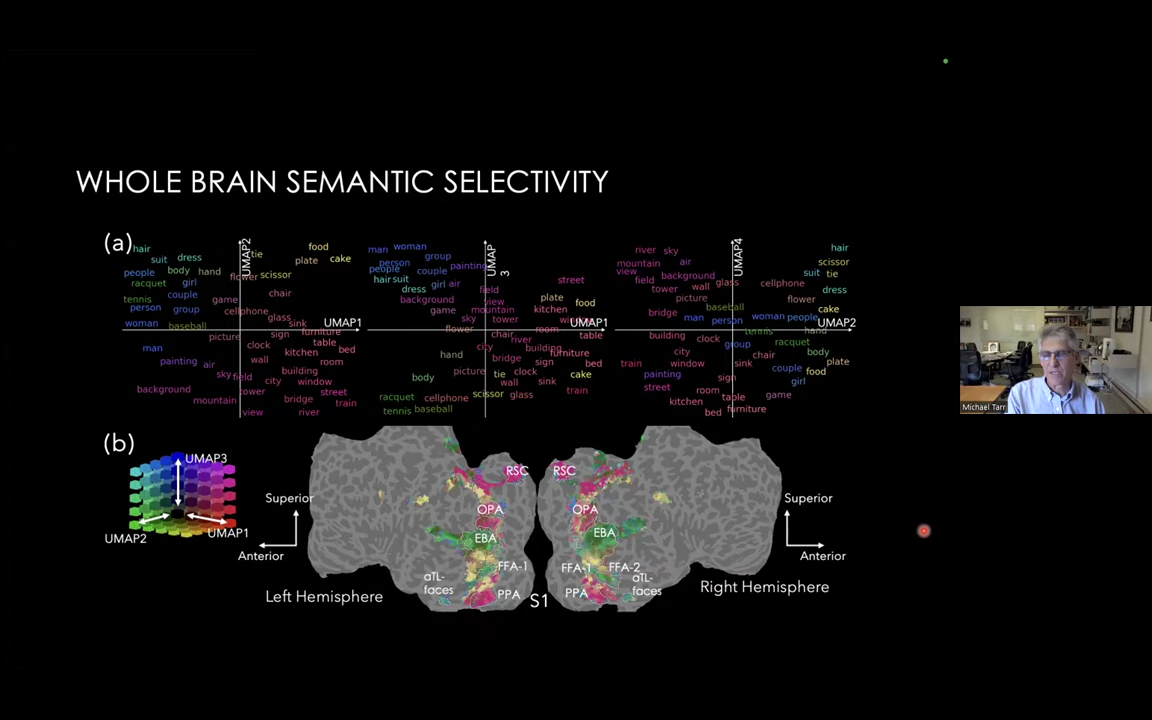 WHOLE BRAIN SEMANTIC SELECTIVITY
(a)
hair
suit
dress
people
body
hand
racquet
girl
tennis
couple
person
group
woman
baseball
man
painting
air
sky
field
background
mountain
UMAP2
tie
food
plate
cake
flower
scissor
chair
game
cellphone
glass
sink
UMAP1
picture
sign
furniture
clock
table
kitchen
bed
wall
room
building
city
window
tower
street
bridge
train
view
river
man
woman
group
person
people
couple
painting
hair
suit
girl
air
dress
background
game
sky
UMAP
3
field
view
mountain
tower
street
plate
food
kitchen
room
UMAP1
flower
chair
river
table
city
building
hand
bridge
furniture
sign
bed
picture
tie
clock
cake
body
wall
sink
scissor
glass
train
racquet
cellphone
tennis
baseball
river
sky
mountain
air
view
background
field
tower
wall
glass
picture
bridge
baseball
man
person
UMAP4
hair
scissor
suit
tie
cellphone
dress
flower
cake
woman
people
UMAP2
building
clock
tennis
hand
racquet
group
city
chair
body
train
window
sink
plate
couple
food
painting
sign
girl
street
room
table
game
kitchen
bed
furniture
(b)
UMAP3
UMAP2
UMAP1
Superior
Anterior
Left Hemisphere
RSC
OPA
EBA
FFA-1
aTL-
faces
PPA
S1
RSC
OPA
EBA
FFA-1
FFA-2
aTL-
faces
PPA
Superior
Anterior
Right Hemisphere
Michael Tarr